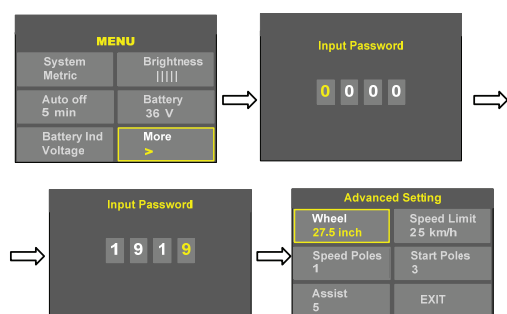 MENU
System Metric
Brightness |||||
Auto off 5 min
Battery 36 V
Battery Ind Voltage
More >
Input Password
0 0 0 0
Input Password
1 9 1 9
Advanced Setting
Wheel 27.5 inch
Speed Limit 25 km/h
Speed Poles 1
Start Poles 3
Assist 5
EXIT